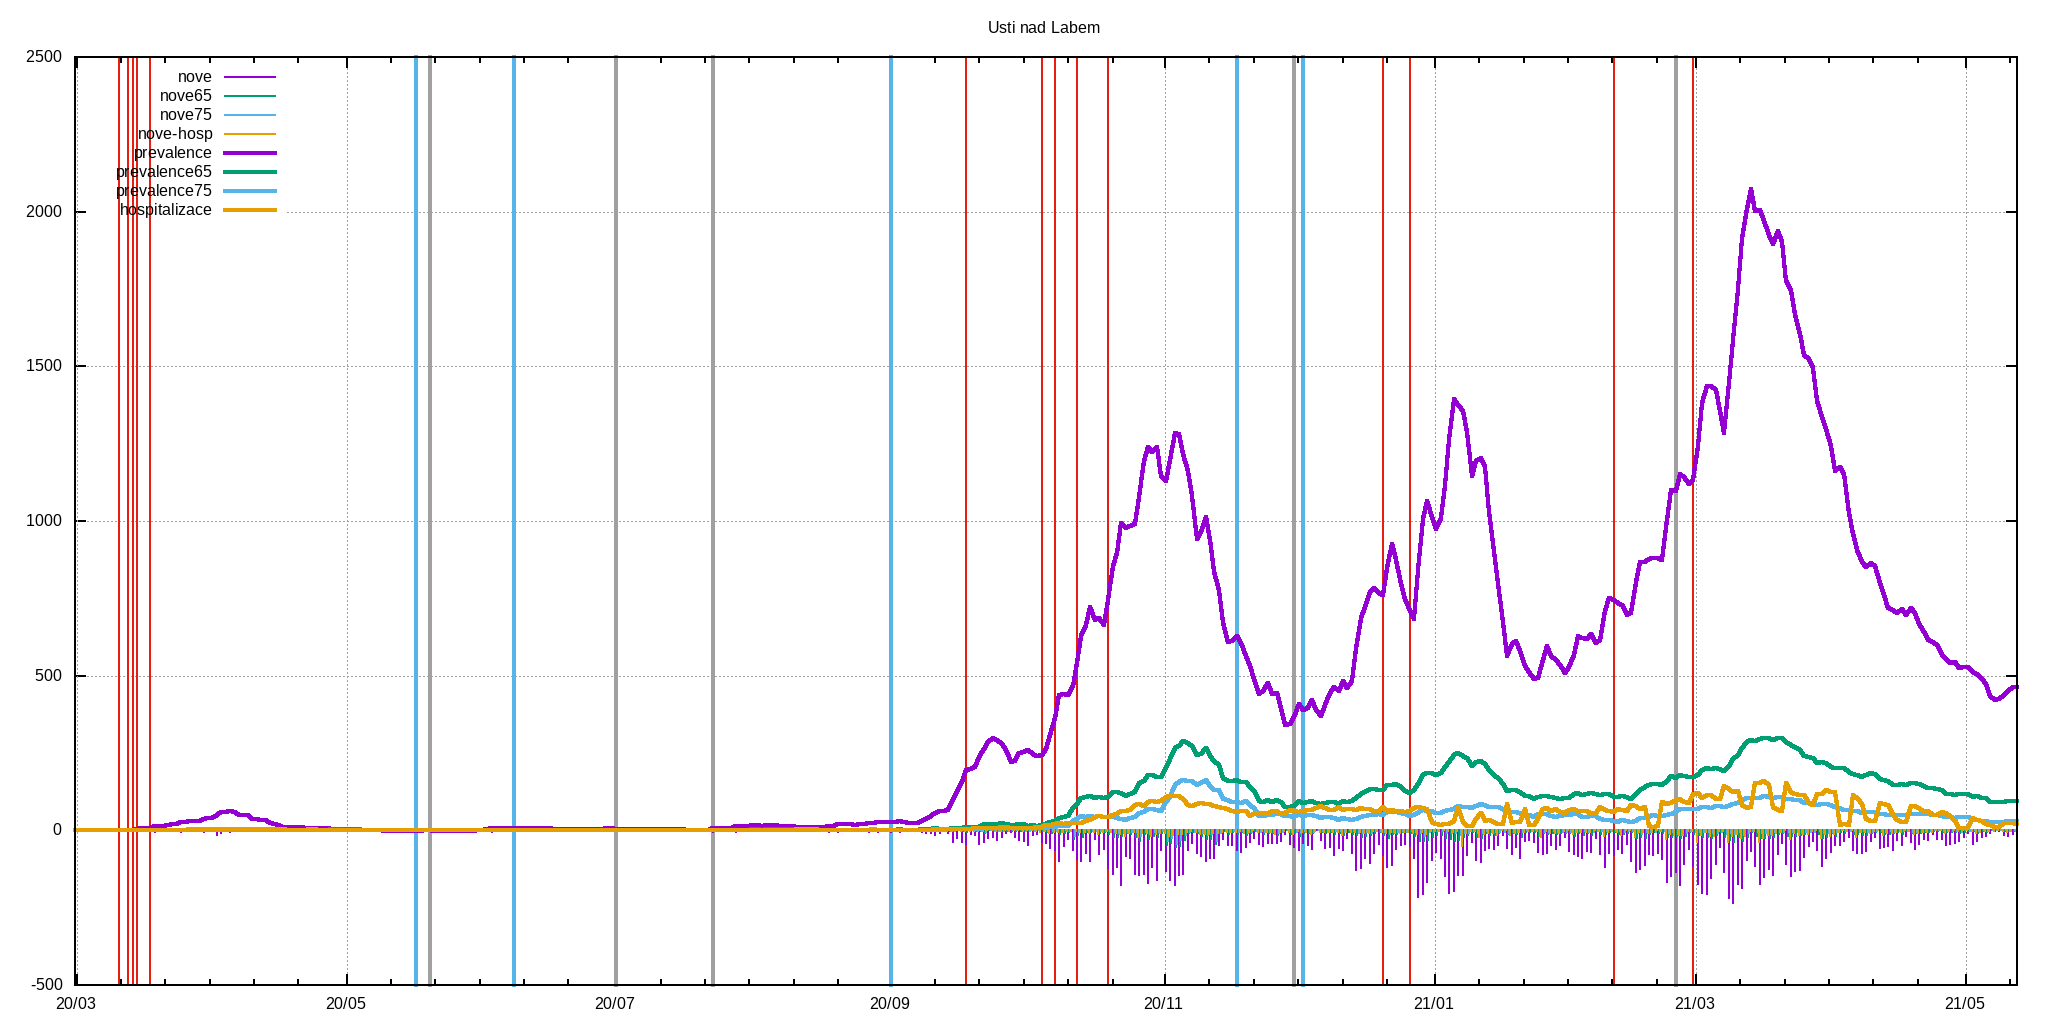 Usti nad Labem
2500
2000
1500
1000
500
0
-500
nove
nove65
nove75
nove-hosp
prevalence
prevalence65
prevalence75
hospitalizace
20/03 20/05 20/07 20/09 20/11 21/01 21/03 21/05